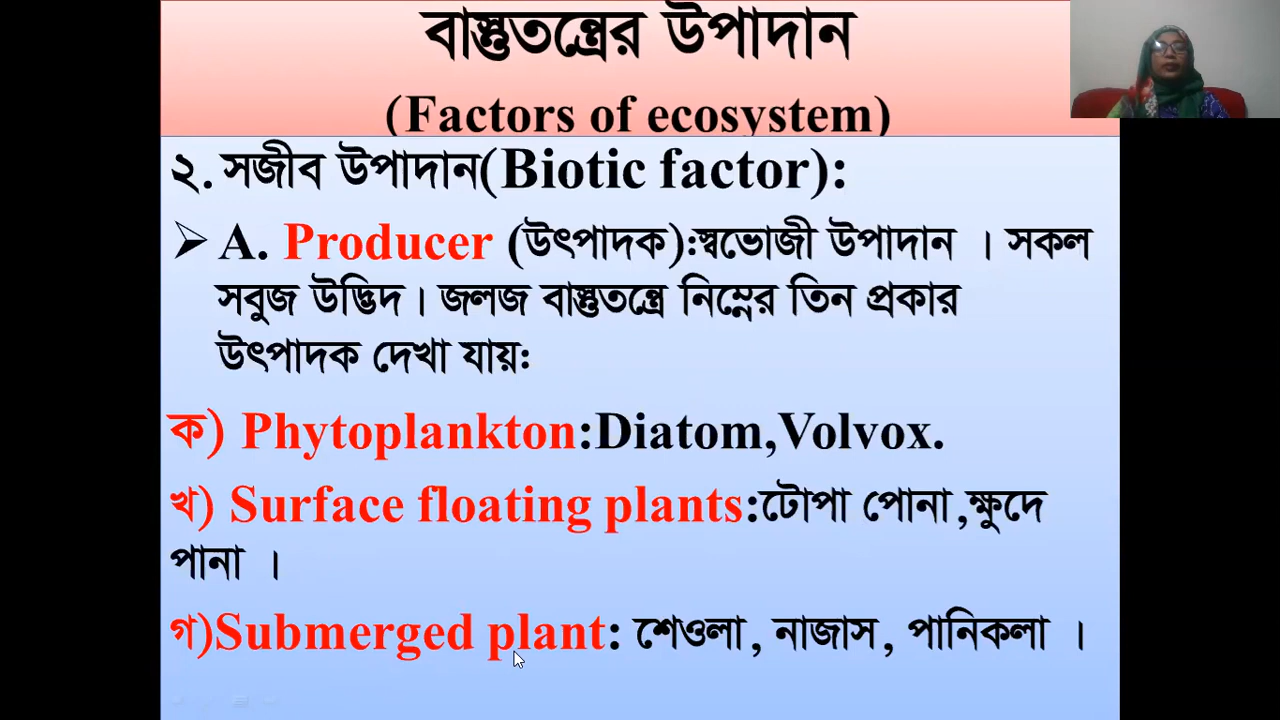 বাস্তুতন্ত্রের উপাদান
(Factors of ecosystem)
২. সজীব উপাদান(Biotic factor):
➢ A. Producer (উৎপাদক):স্বভোজী উপাদান । সকল
সবুজ উদ্ভিদ। জলজ বাস্তুতন্ত্রে নিম্নের তিন প্রকার
উৎপাদক দেখা যায়ঃ
ক) Phytoplankton:Diatom,Volvox.
খ) Surface floating plants:টোপা পোনা,ক্ষুদে
পানা ।
গ)Submerged plant: শেওলা, নাজাস, পানিকলা ।